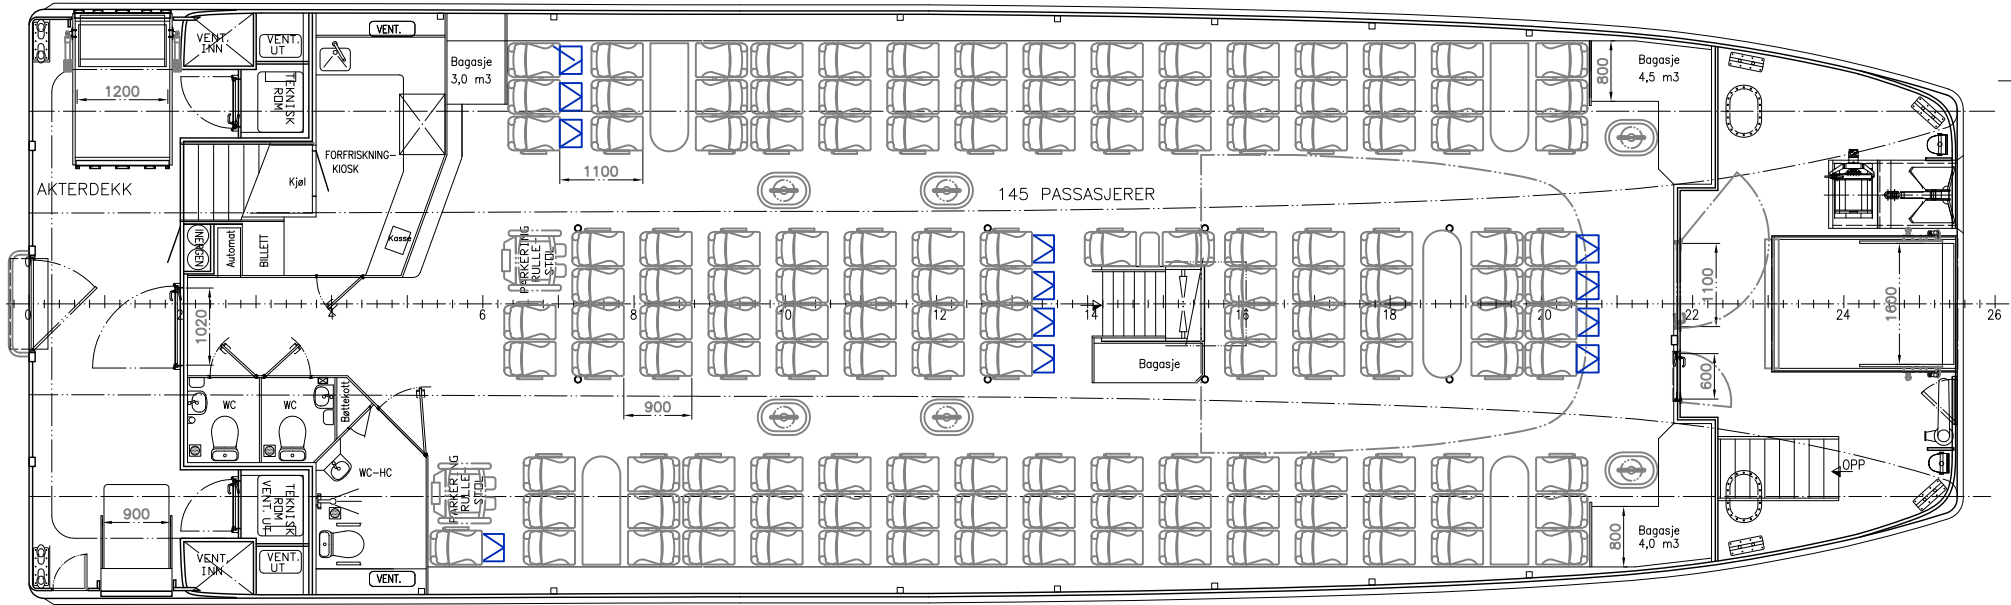 VENT.
INN
VENT.
UT
VENT.
1200
TEKNISK
ROM
Bagasje
3,0 m3
800
Bagasje
4,5 m3
AKTERDEKK
FORFRISKNING-
KIOSK
Kjøl
1100
145 PASSASJERER
INERGEN
Automat
BILLETT
Kasse
PARKERING
RULLE-
STOL
0
2
4
6
8
10
12
14
16
18
20
22
24
26
1020
1100
1600
600
Bagasje
900
WC
WC
Bøttekott
WC-HC
PARKERING
RULLE-
STOL
OPP
900
TEKNISK
ROM
VENT. UT
800
Bagasje
4,0 m3
VENT.
INN
VENT.
UT
VENT.